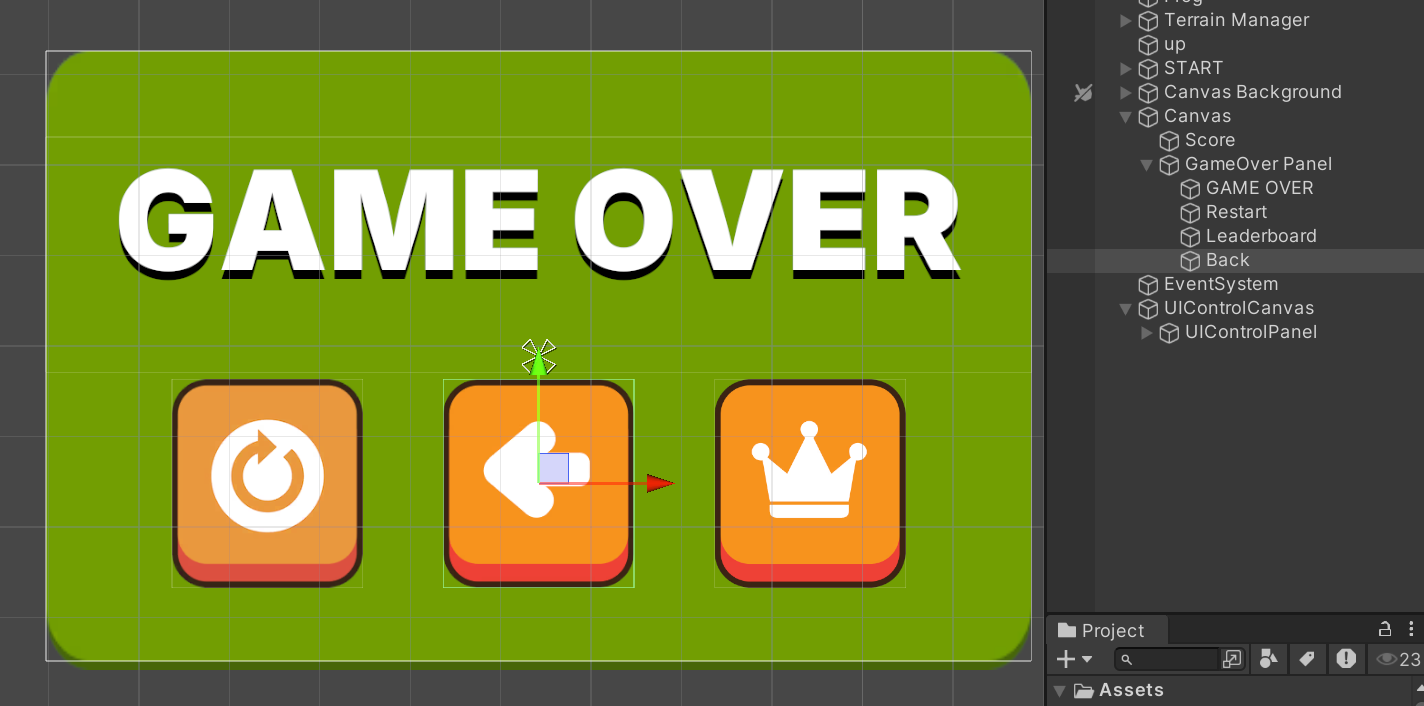 GAME OVER
Terrain Manager
up
START
Canvas Background
Canvas
Score
GameOver Panel
GAME OVER
Restart
Leaderboard
Back
EventSystem
UIControlCanvas
UIControlPanel
Project
23
Assets